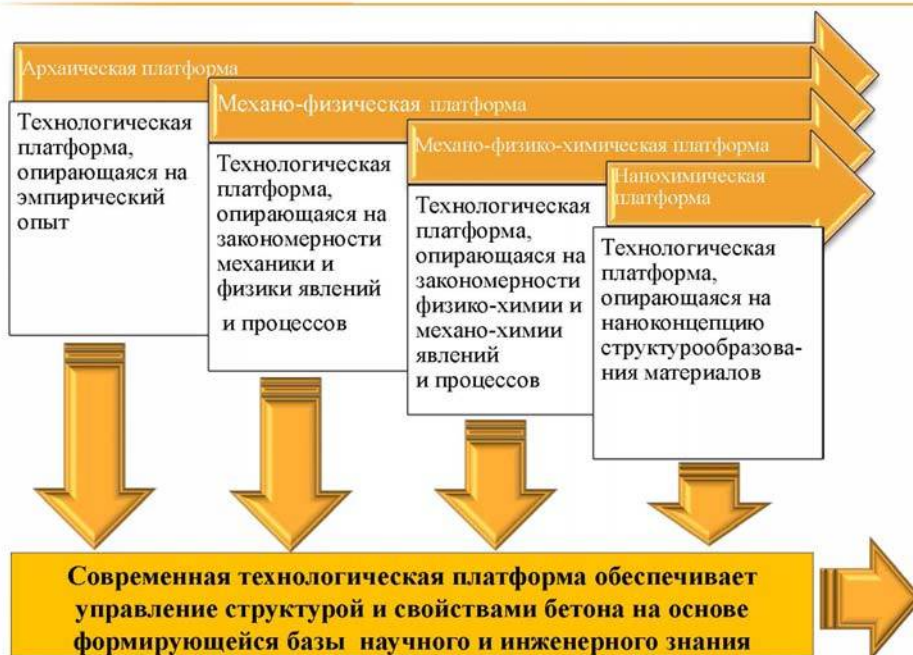 Архаическая платформа
Технологическая
платформа,
опирающаяся на
эмпирический
опыт
Механо-физическая платформа
Технологическая
платформа,
опирающаяся на
закономерности
механики и
физики явлений
и процессов
Механо-физико-химическая платформа
Технологическая
платформа,
опирающаяся на
закономерности
физико-химии и
механо-химии
явлений
и процессов
Нанохимическая
платформа
Технологическая
платформа,
опирающаяся на
наноконцепцию
структурообразова-
ния материалов
Современная технологическая платформа обеспечивает
управление структурой и свойствами бетона на основе
формирующейся базы научного и инженерного знания